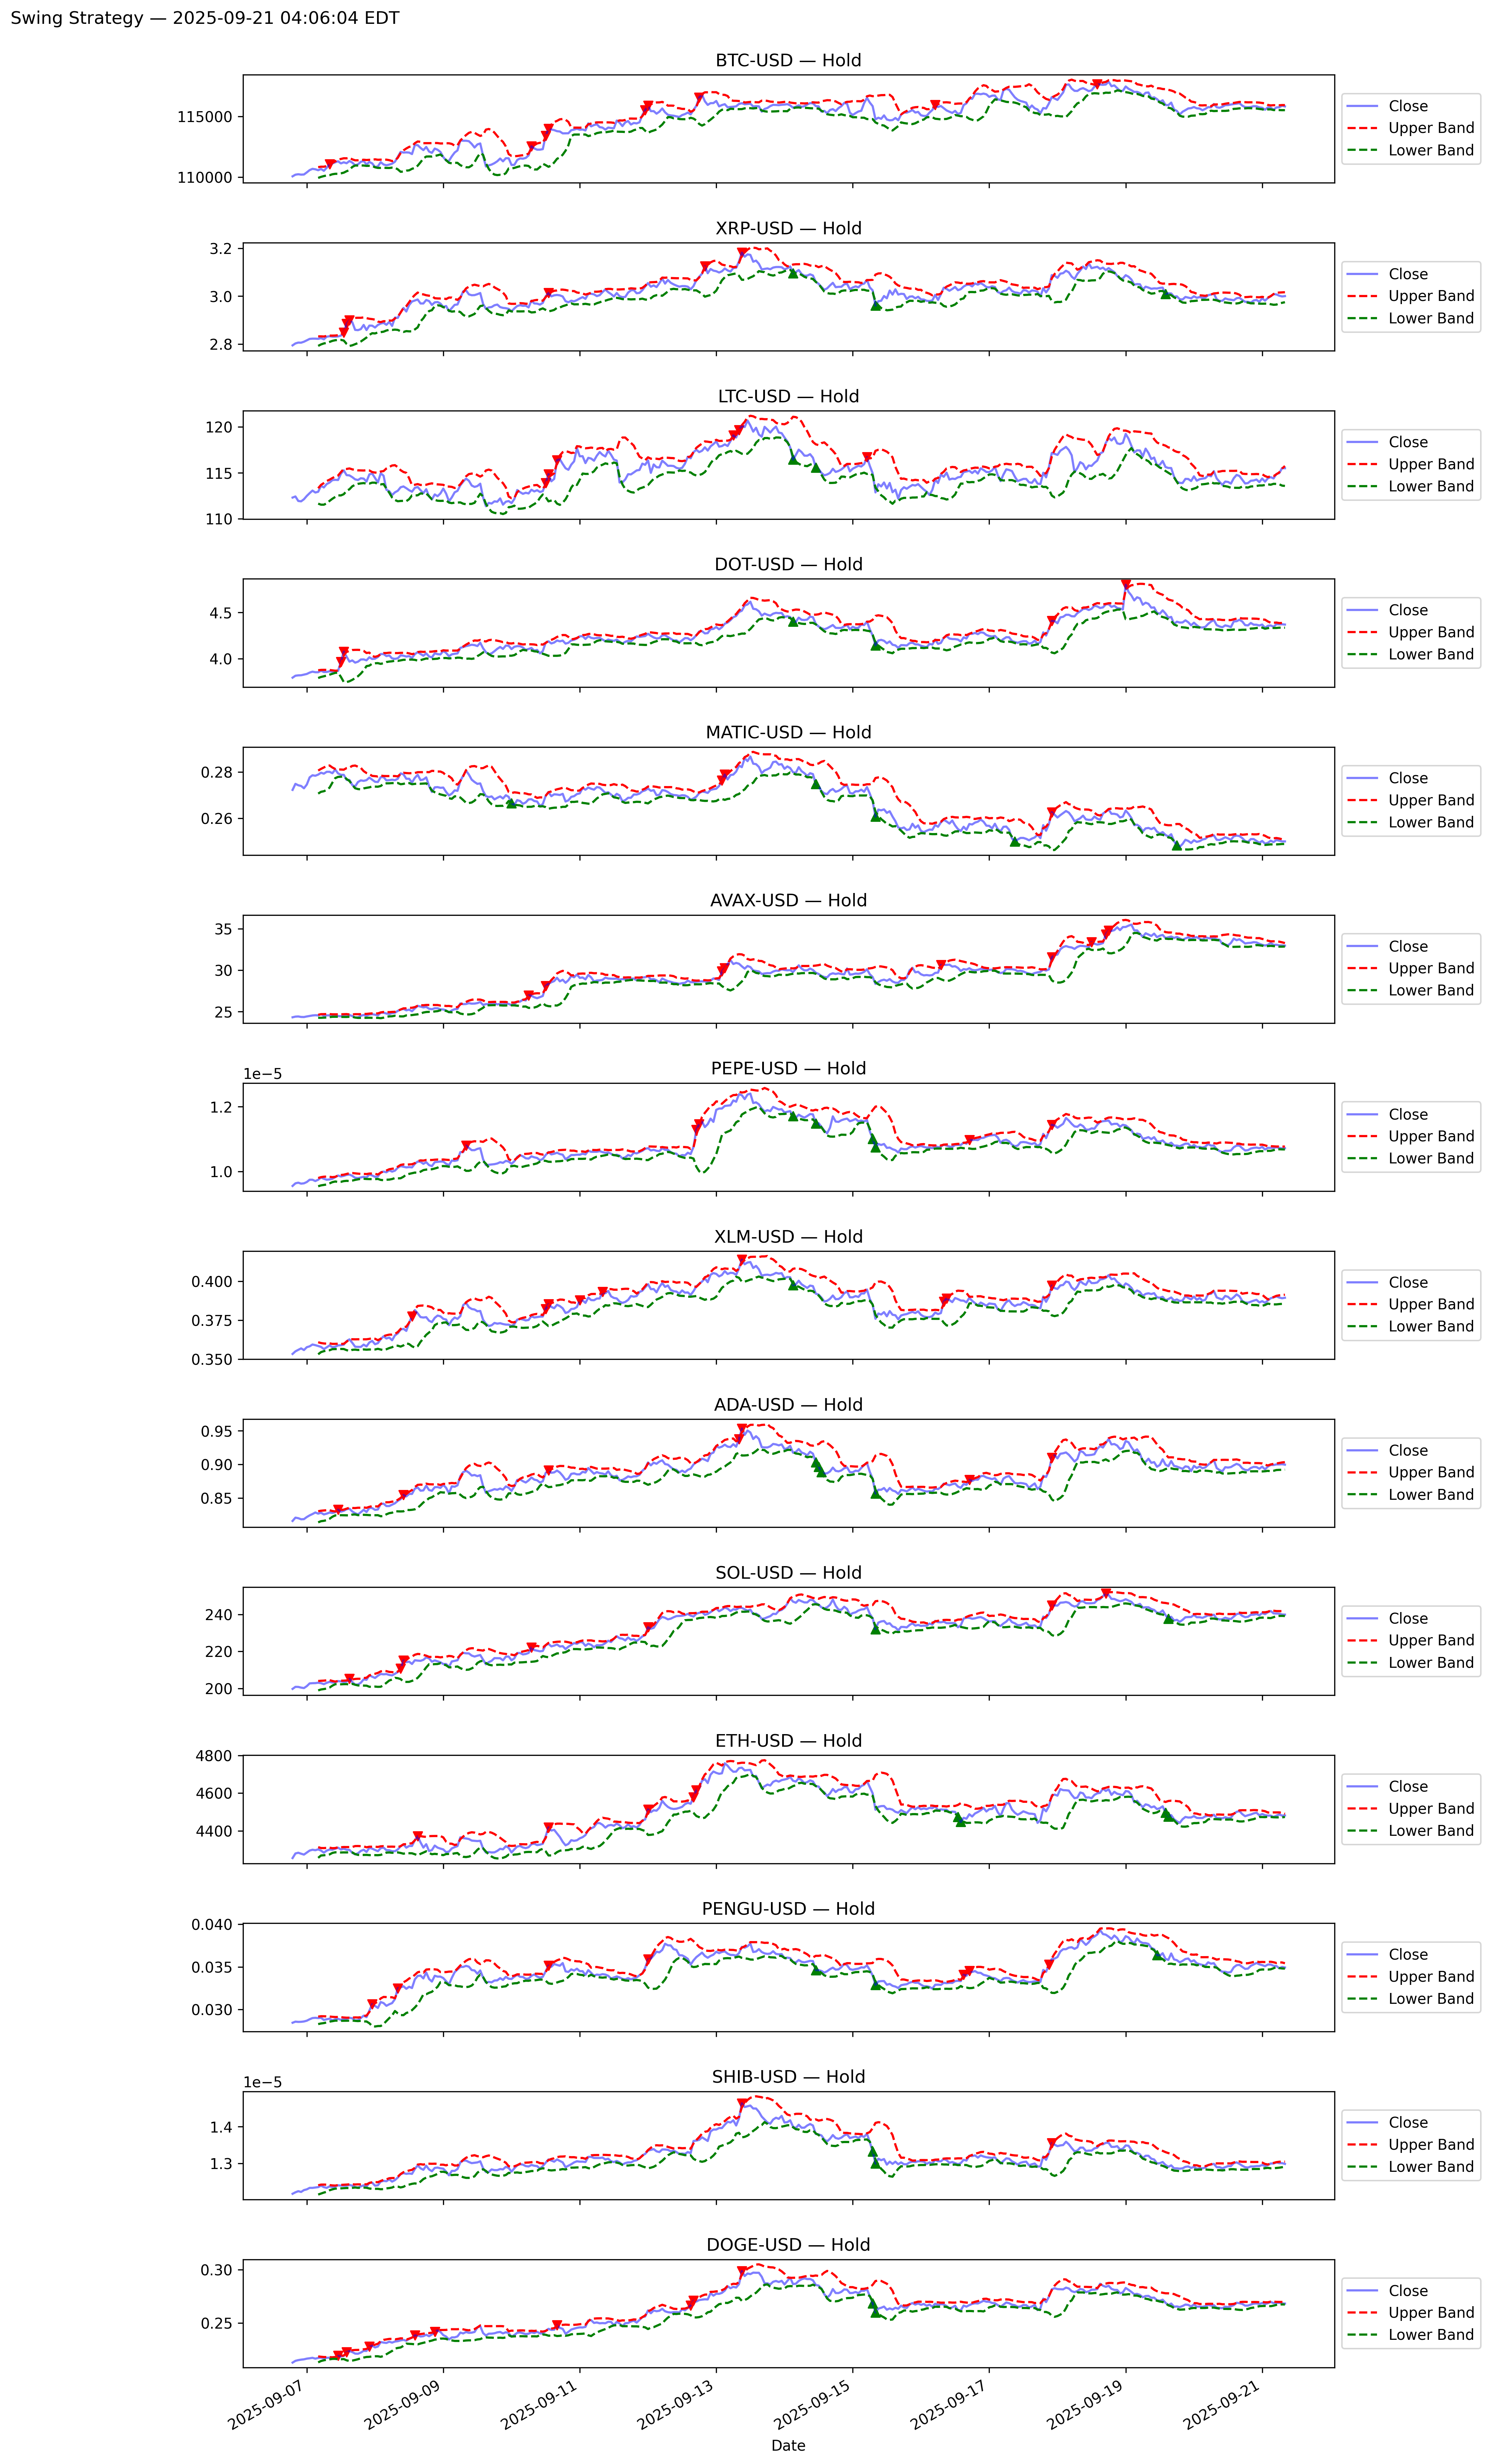 Swing Strategy — 2025-09-21 04:06:04 EDT
BTC-USD — Hold
115000
110000
Close
Upper Band
Lower Band
XRP-USD — Hold
3.2
3.0
2.8
Close
Upper Band
Lower Band
LTC-USD — Hold
120
115
110
Close
Upper Band
Lower Band
DOT-USD — Hold
4.5
4.0
Close
Upper Band
Lower Band
MATIC-USD — Hold
0.28
0.26
Close
Upper Band
Lower Band
AVAX-USD — Hold
35
30
25
Close
Upper Band
Lower Band
PEPE-USD — Hold
1e−5
1.2
1.0
Close
Upper Band
Lower Band
XLM-USD — Hold
0.400
0.375
0.350
Close
Upper Band
Lower Band
ADA-USD — Hold
0.95
0.90
0.85
Close
Upper Band
Lower Band
SOL-USD — Hold
240
220
200
Close
Upper Band
Lower Band
ETH-USD — Hold
4800
4600
4400
Close
Upper Band
Lower Band
PENGU-USD — Hold
0.040
0.035
0.030
Close
Upper Band
Lower Band
SHIB-USD — Hold
1e−5
1.4
1.3
Close
Upper Band
Lower Band
DOGE-USD — Hold
0.30
0.25
Close
Upper Band
Lower Band
2025-09-07
2025-09-09
2025-09-11
2025-09-13
2025-09-15
2025-09-17
2025-09-19
2025-09-21
Date